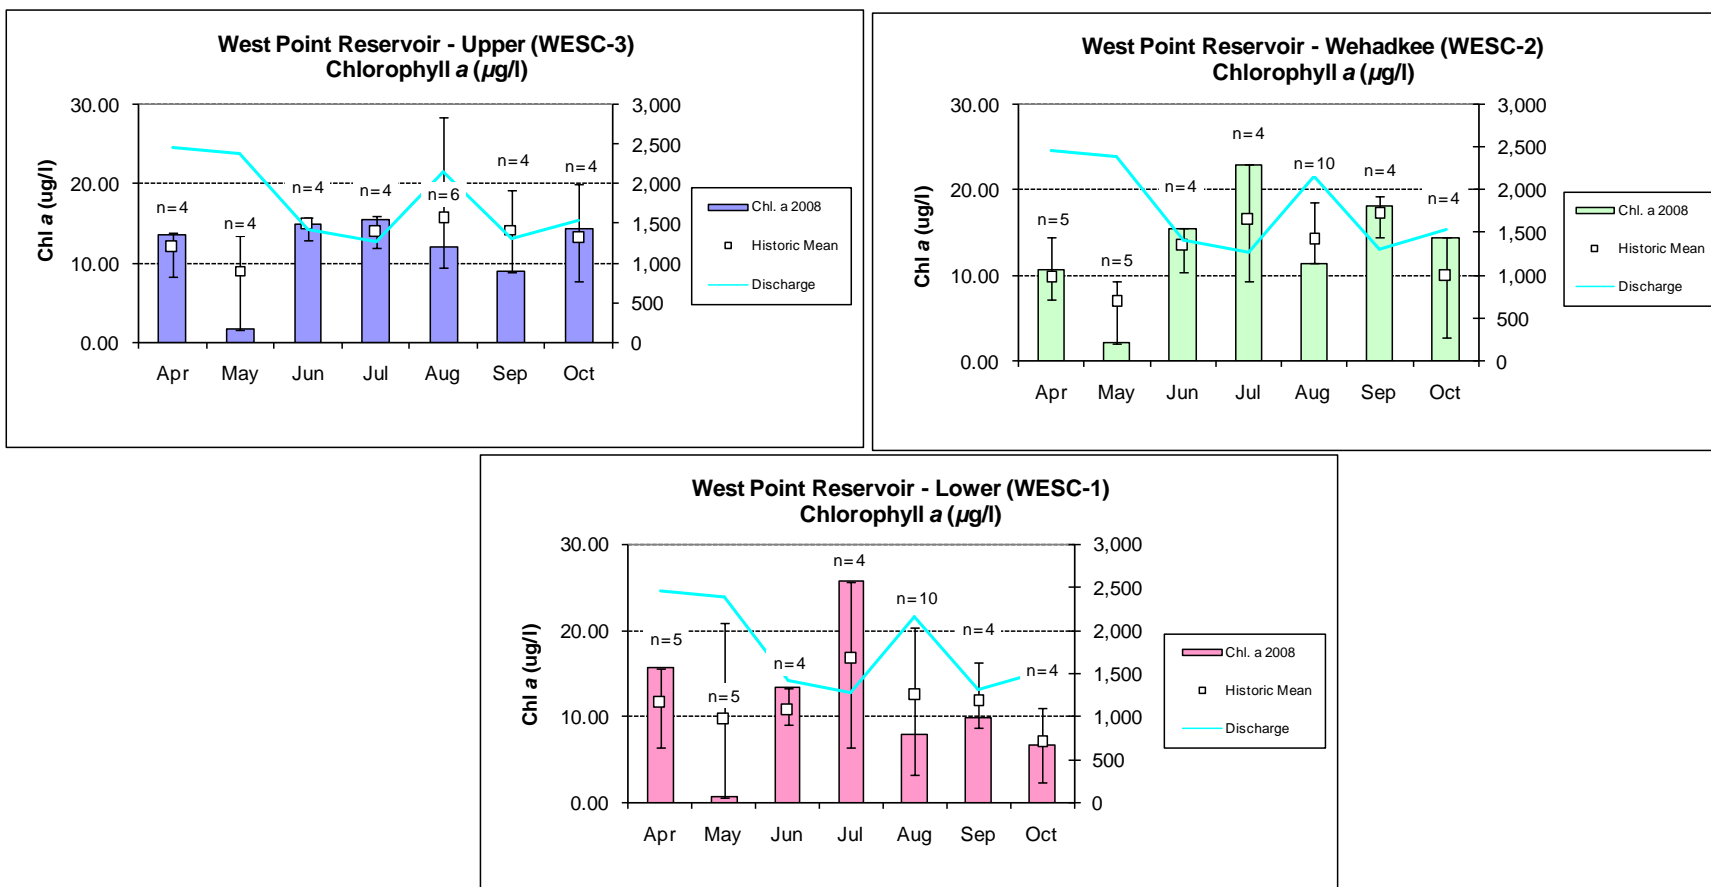 West Point Reservoir - Upper (WESC-3)
Chlorophyll a (µg/l)
Chl a (ug/l)
30.00
20.00
10.00
0.00
3,000
2,500
2,000
1,500
1,000
500
0
n=4
n=4
n=4
n=4
n=6
n=4
n=4
Apr May Jun Jul Aug Sep Oct
Chl. a 2008
Historic Mean
Discharge
West Point Reservoir - Wehadkee (WESC-2)
Chlorophyll a (µg/l)
Chl a (ug/l)
30.00
20.00
10.00
0.00
3,000
2,500
2,000
1,500
1,000
500
0
n=5
n=5
n=4
n=4
n=10
n=4
n=4
Apr May Jun Jul Aug Sep Oct
Chl. a 2008
Historic Mean
Discharge
West Point Reservoir - Lower (WESC-1)
Chlorophyll a (µg/l)
Chl a (ug/l)
30.00
20.00
10.00
0.00
3,000
2,500
2,000
1,500
1,000
500
0
n=5
n=5
n=4
n=4
n=10
n=4
n=4
Apr May Jun Jul Aug Sep Oct
Chl. a 2008
Historic Mean
Discharge